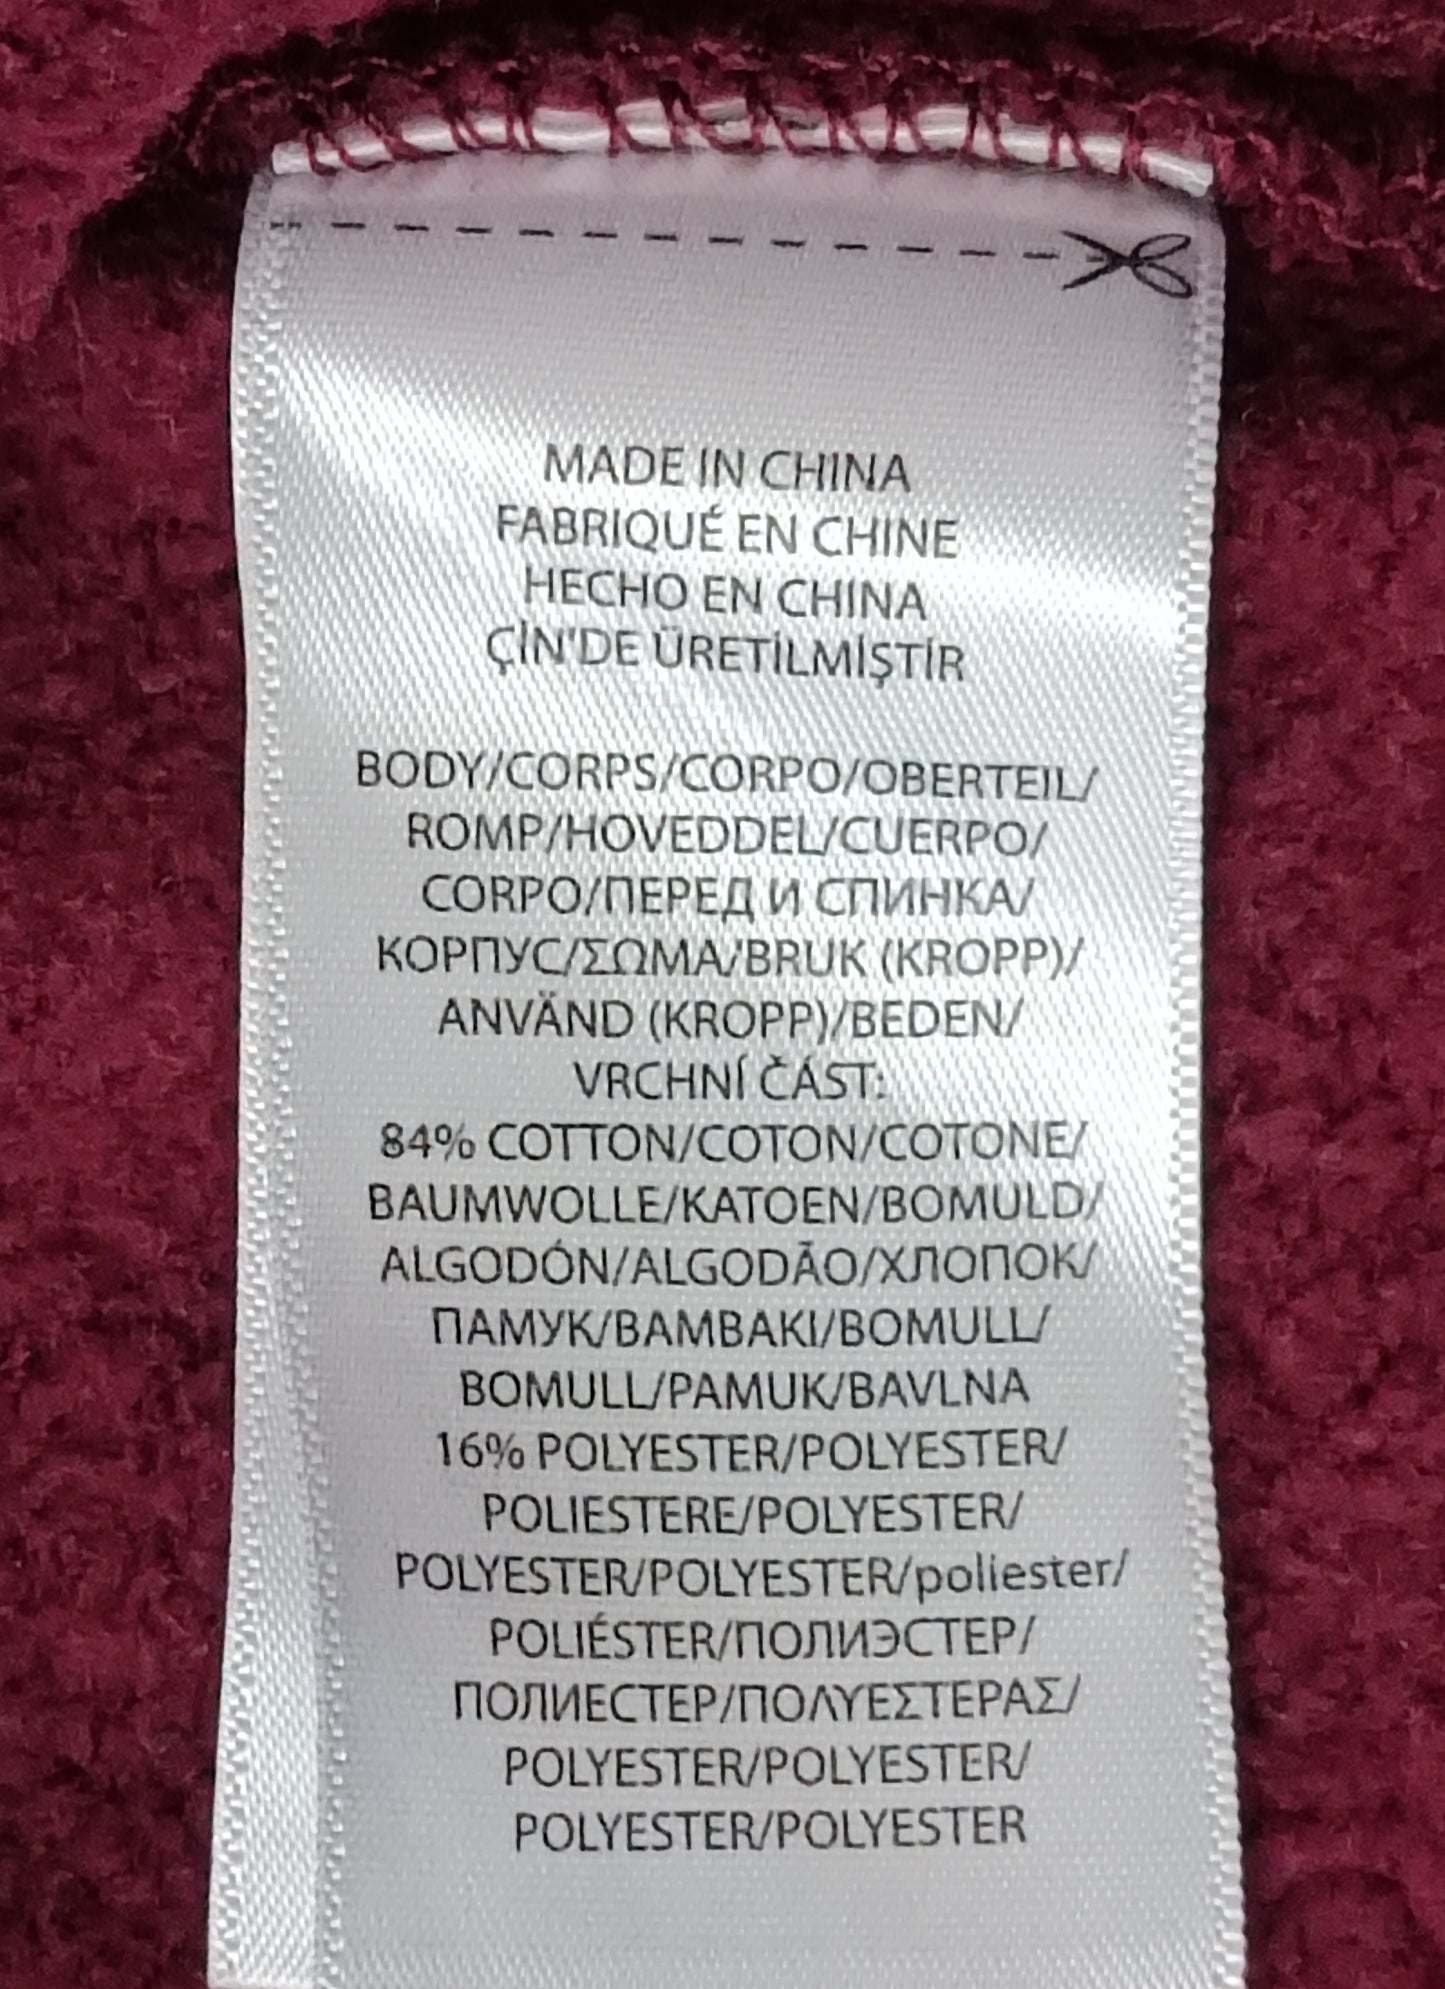 MADE IN CHINA
FABRIQUÉ EN CHINE
HECHO EN CHINA
ÇİN'DE ÜRETİLMİŞTİR
BODY/CORPS/CORPO/OBERTEIL/
ROMP/HOVEDDEL/CUERPO/
CORPO/ПЕРЕД И СПИНКА/
КОРПУС/ΣΩΜΑ/BRUK (KROPP)/
ANVÄND (KROPP)/BEDEN/
VRCHNÍ ČÁST:
84% COTTON/COTON/COTONE/
BAUMWOLLE/KATOEN/BOMULD/
ALGODÓN/ALGODÃO/ХЛОПОК/
ПАМУК/ΒΑΜΒΑΚΙ/BOMULL/
BOMULL/PAMUK/BAVLNA
16% POLYESTER/POLYESTER/
POLIESTERE/POLYESTER/
POLYESTER/POLYESTER/poliester/
POLIÉSTER/ПОЛИЭСТЕР/
ПОЛИЕСТЕР/ΠΟΛΥΕΣΤΕΡΑΣ/
POLYESTER/POLYESTER/
POLYESTER/POLYESTER